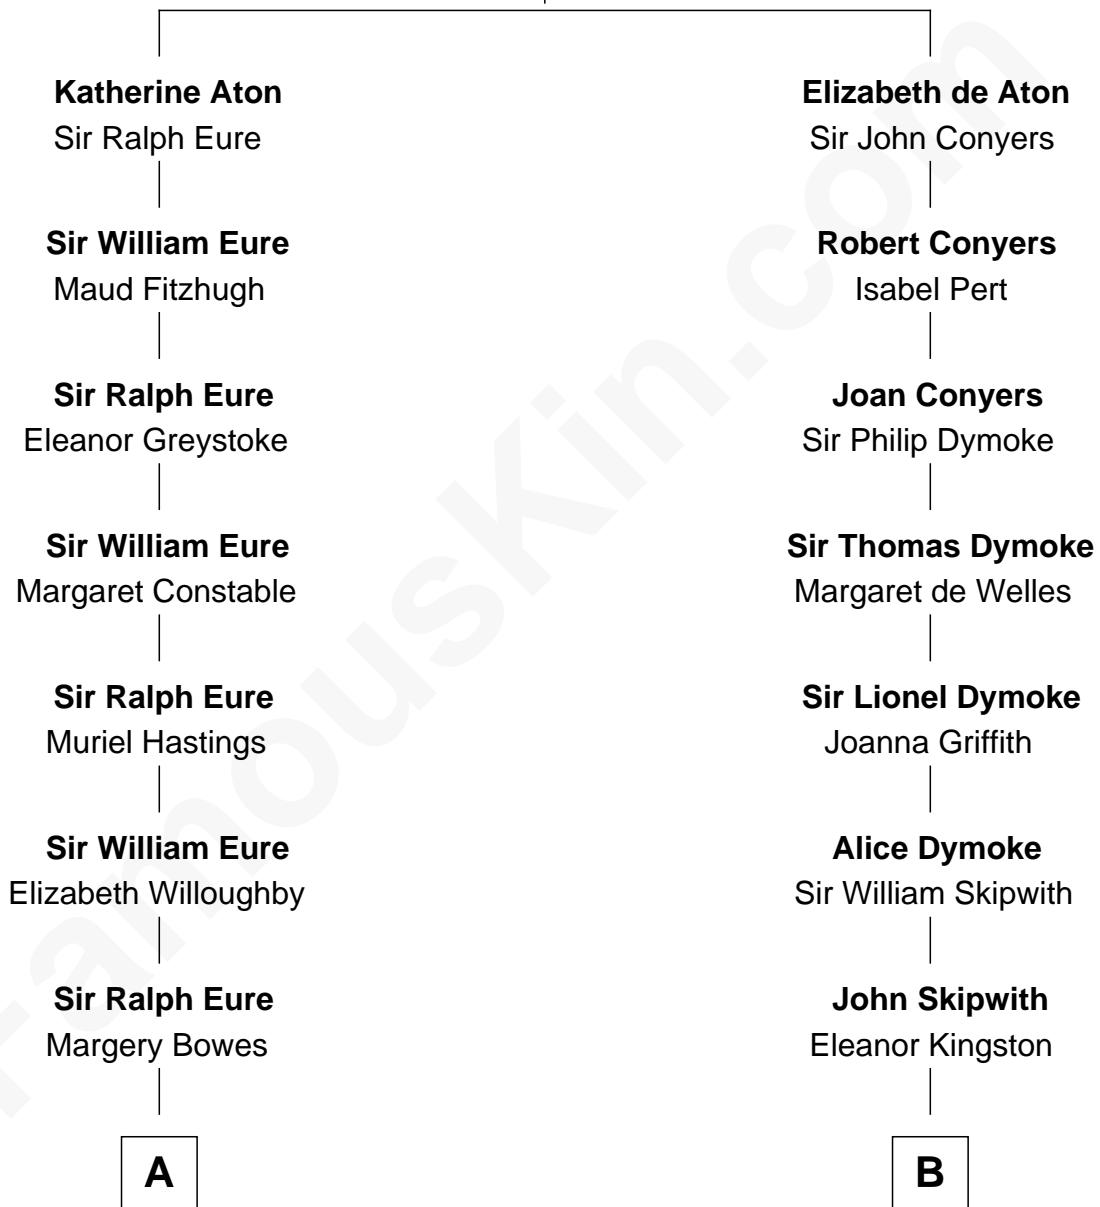 Katherine Aton
Sir Ralph Eure
Sir William Eure
Maud Fitzhugh
Sir Ralph Eure
Eleanor Greystoke
Sir William Eure
Margaret Constable
Sir Ralph Eure
Muriel Hastings
Sir William Eure
Elizabeth Willoughby
Sir Ralph Eure
Margery Bowes
A
Elizabeth de Aton
Sir John Conyers
Robert Conyers
Isabel Pert
Joan Conyers
Sir Philip Dymoke
Sir Thomas Dymoke
Margaret de Welles
Sir Lionel Dymoke
Joanna Griffith
Alice Dymoke
Sir William Skipwith
John Skipwith
Eleanor Kingston
B
FamousKin.com